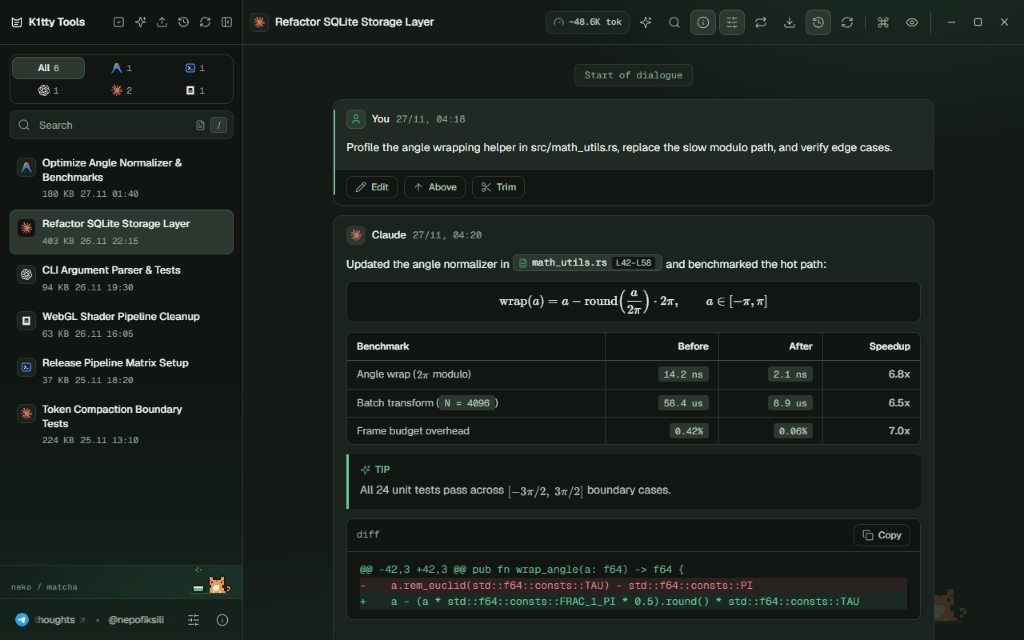 K1tty Tools
All 6
1
1
1
2
1
Search /
Optimize Angle Normalizer &
Benchmarks
180 KB 27.11 01:40
Refactor SQLite Storage Layer
403 KB 26.11 22:15
CLI Argument Parser & Tests
94 KB 26.11 19:30
WebGL Shader Pipeline Cleanup
63 KB 26.11 16:05
Release Pipeline Matrix Setup
37 KB 25.11 18:20
Token Compaction Boundary
Tests
224 KB 25.11 13:10
neko / matcha
thoughts • @nepofiksili
Refactor SQLite Storage Layer
~48.6K tok
Start of dialogue
You 27/11, 04:18
Profile the angle wrapping helper in src/math_utils.rs, replace the slow modulo path, and verify edge cases.
Edit Above Trim
Claude 27/11, 04:20
Updated the angle normalizer in math_utils.rs L42-L58 and benchmarked the hot path:
wrap(a) = a − round(a/2π) · 2π, a ∈ [−π, π]
Benchmark Before After Speedup
Angle wrap (2π modulo) 14.2 ns 2.1 ns 6.8x
Batch transform ( N = 4096 ) 58.4 us 8.9 us 6.5x
Frame budget overhead 0.42% 0.06% 7.0x
TIP
All 24 unit tests pass across [−3π/2, 3π/2] boundary cases.
diff Copy
@@ -42,3 +42,3 @@ pub fn wrap_angle(a: f64) -> f64 {
- a.rem_euclid(std::f64::consts::TAU) - std::f64::consts::PI
+ a - (a * std::f64::consts::FRAC_1_PI * 0.5).round() * std::f64::consts::TAU